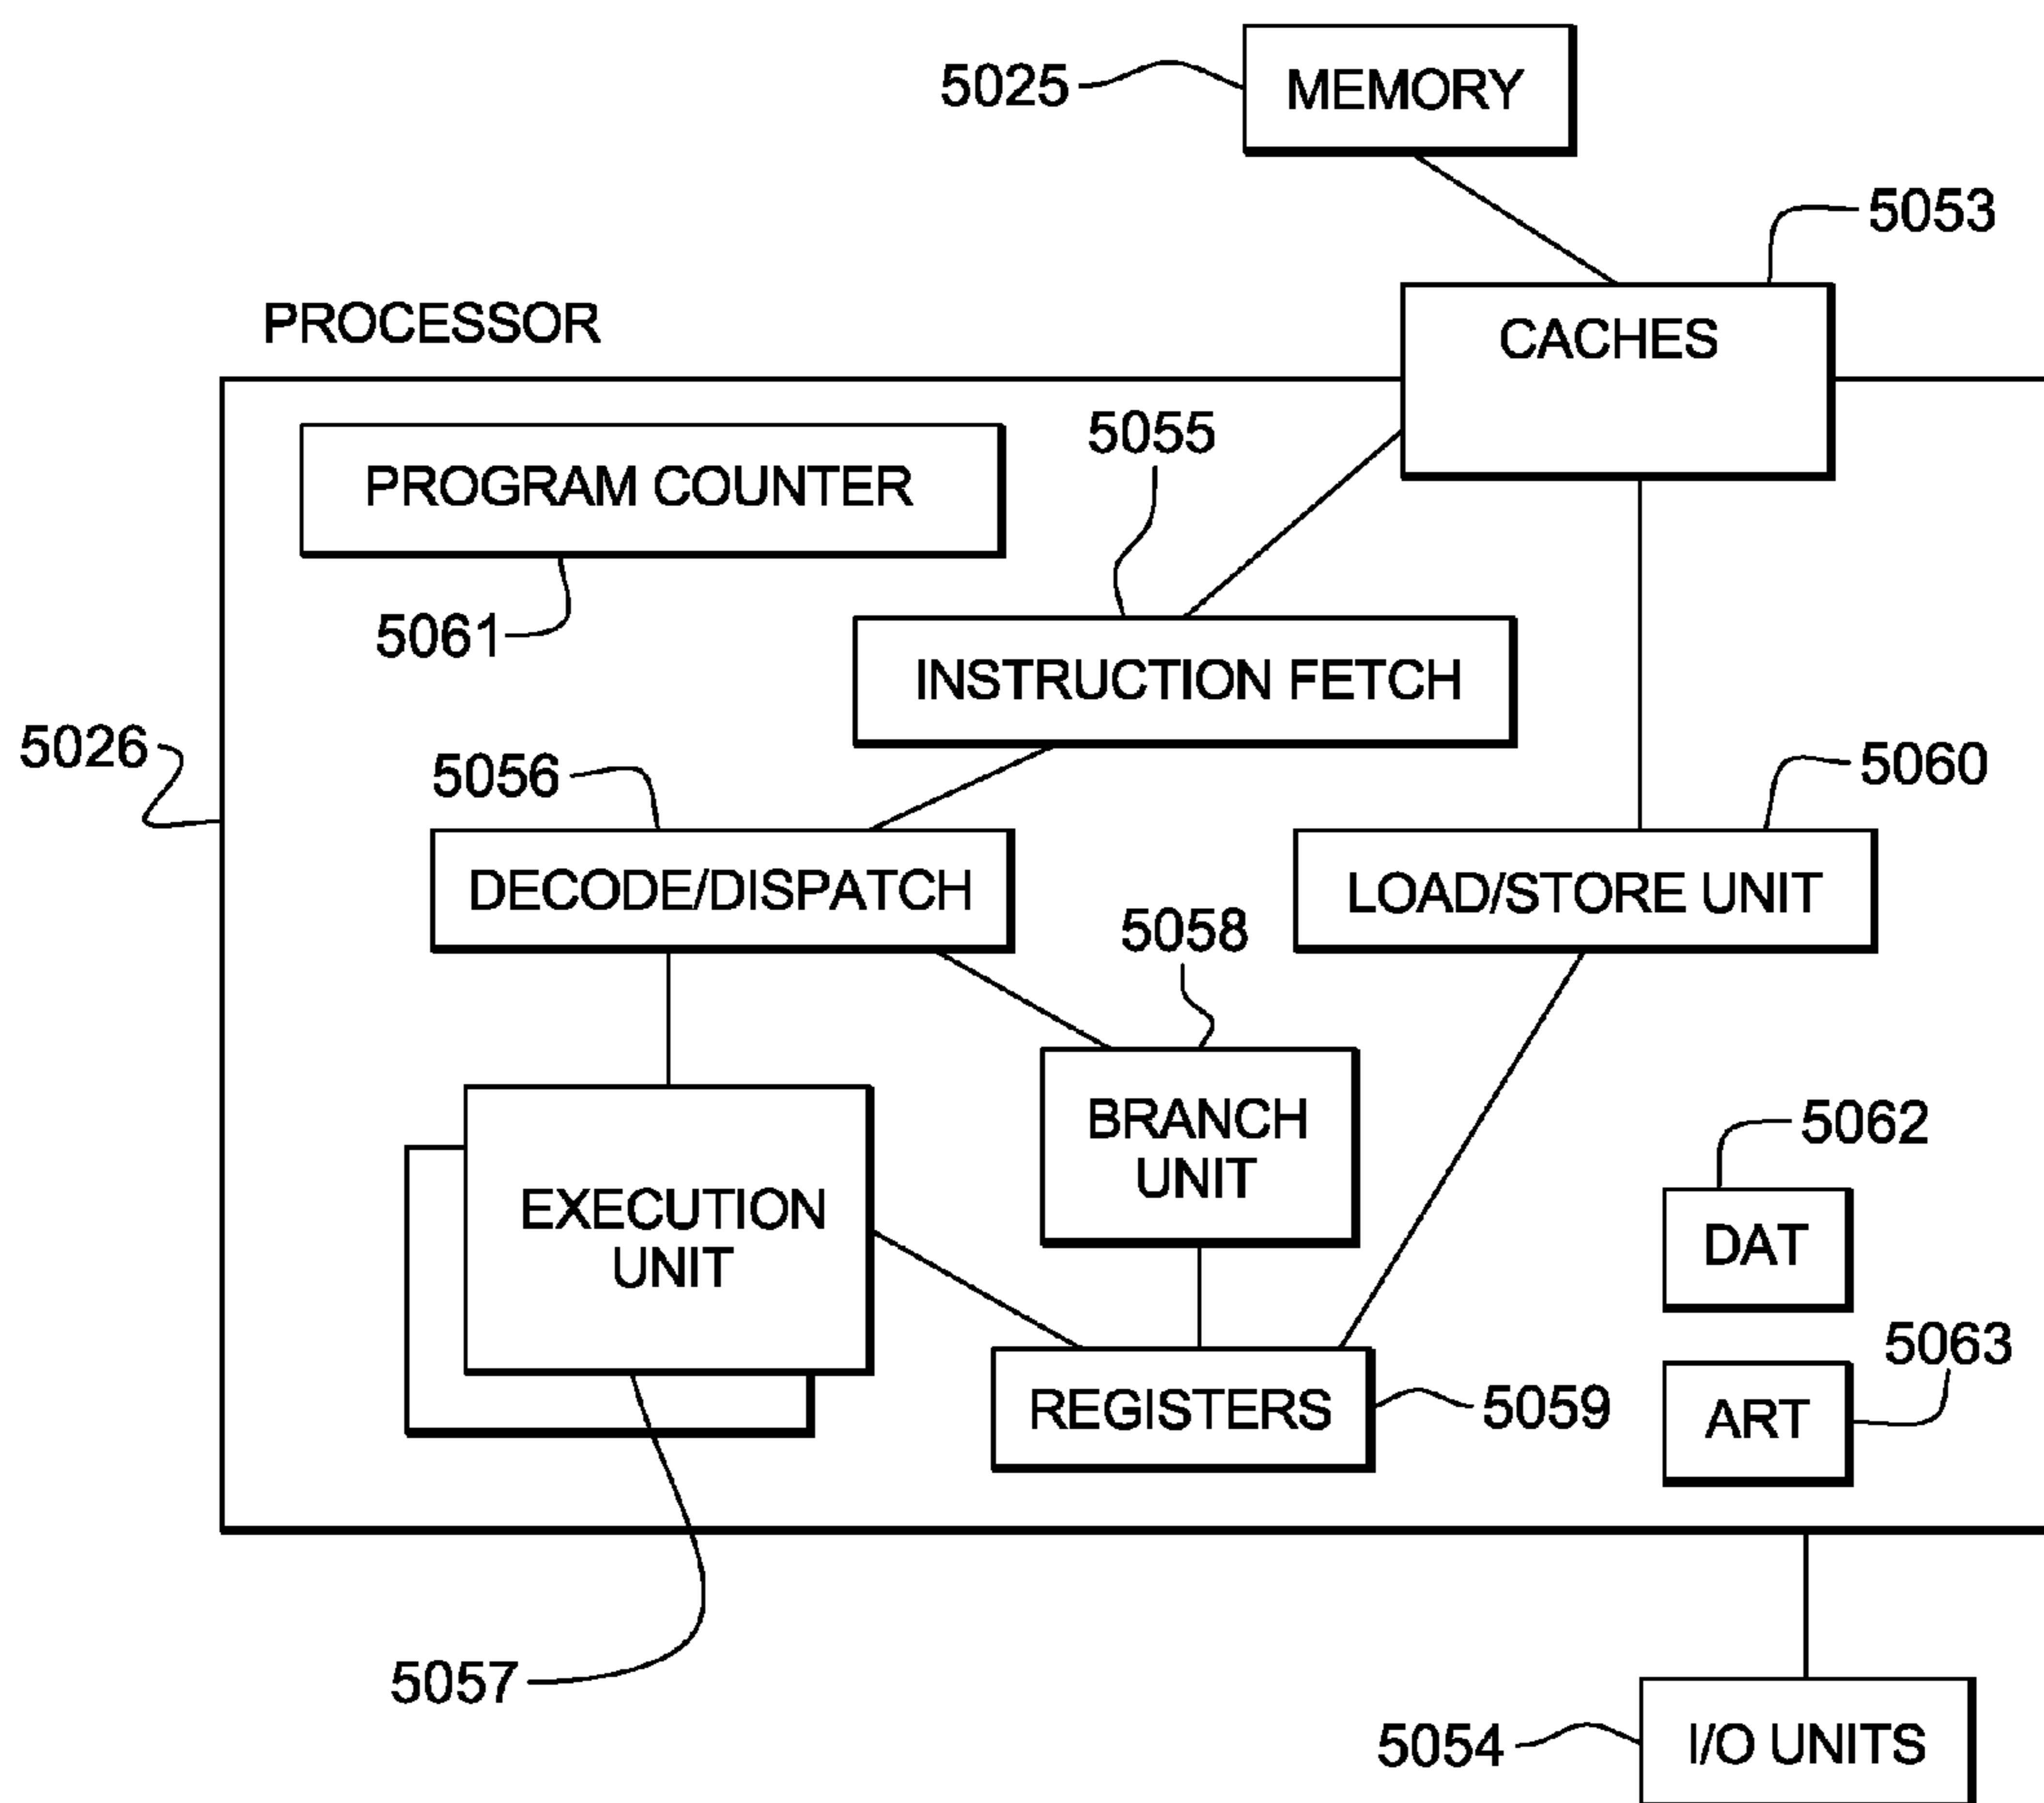 MEMORY
5025
5053
PROCESSOR
CACHES
PROGRAM COUNTER
5055
5061
INSTRUCTION FETCH
5026
5056
5060
DECODE/DISPATCH
LOAD/STORE UNIT
5058
BRANCH
UNIT
5062
EXECUTION
UNIT
DAT
5063
REGISTERS
5059
ART
5057
5054
I/O UNITS